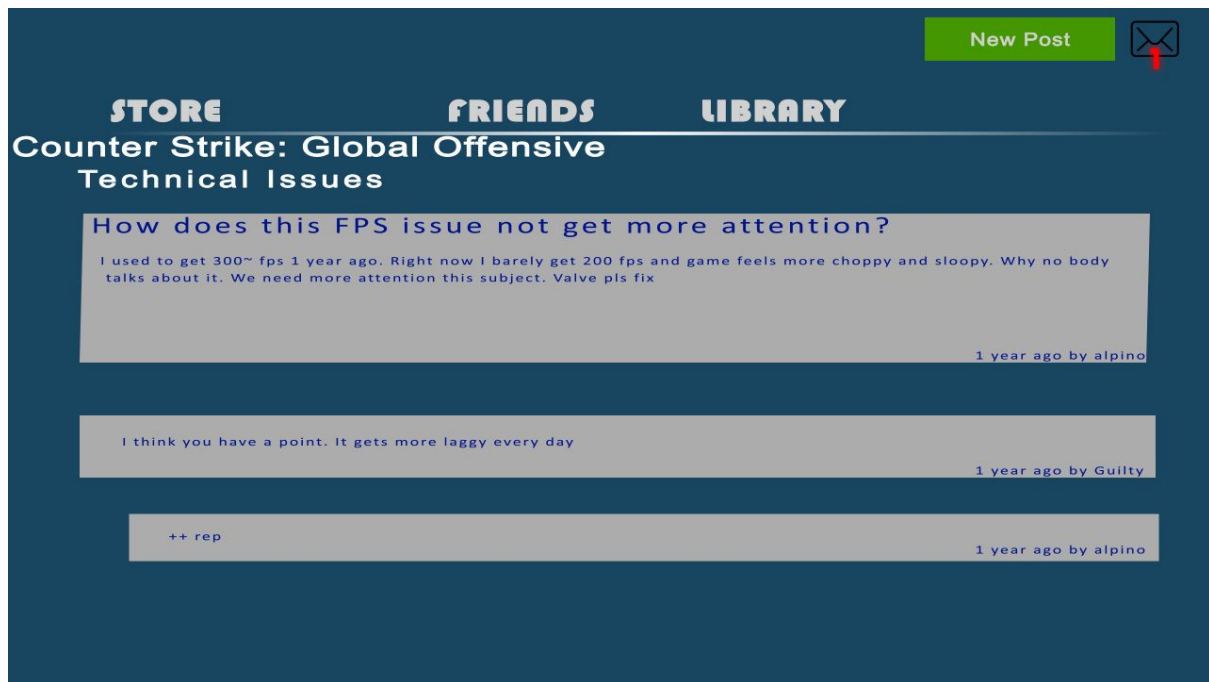 New Post
1
STORE FRIENDS LIBRARY
Counter Strike: Global Offensive
Technical Issues
How does this FPS issue not get more attention?
I used to get 300~ fps 1 year ago. Right now I barely get 200 fps and game feels more choppy and sloopy. Why no body
talks about it. We need more attention this subject. Valve pls fix
1 year ago by alpino
I think you have a point. It gets more laggy every day
1 year ago by Guilty
++ rep
1 year ago by alpino